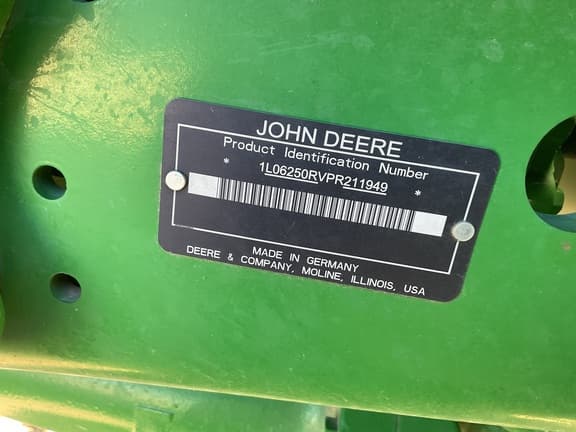 JOHN DEERE
Product Identification Number
* 1L06250RVPR211949 *
MADE IN GERMANY
DEERE & COMPANY, MOLINE, ILLINOIS, USA